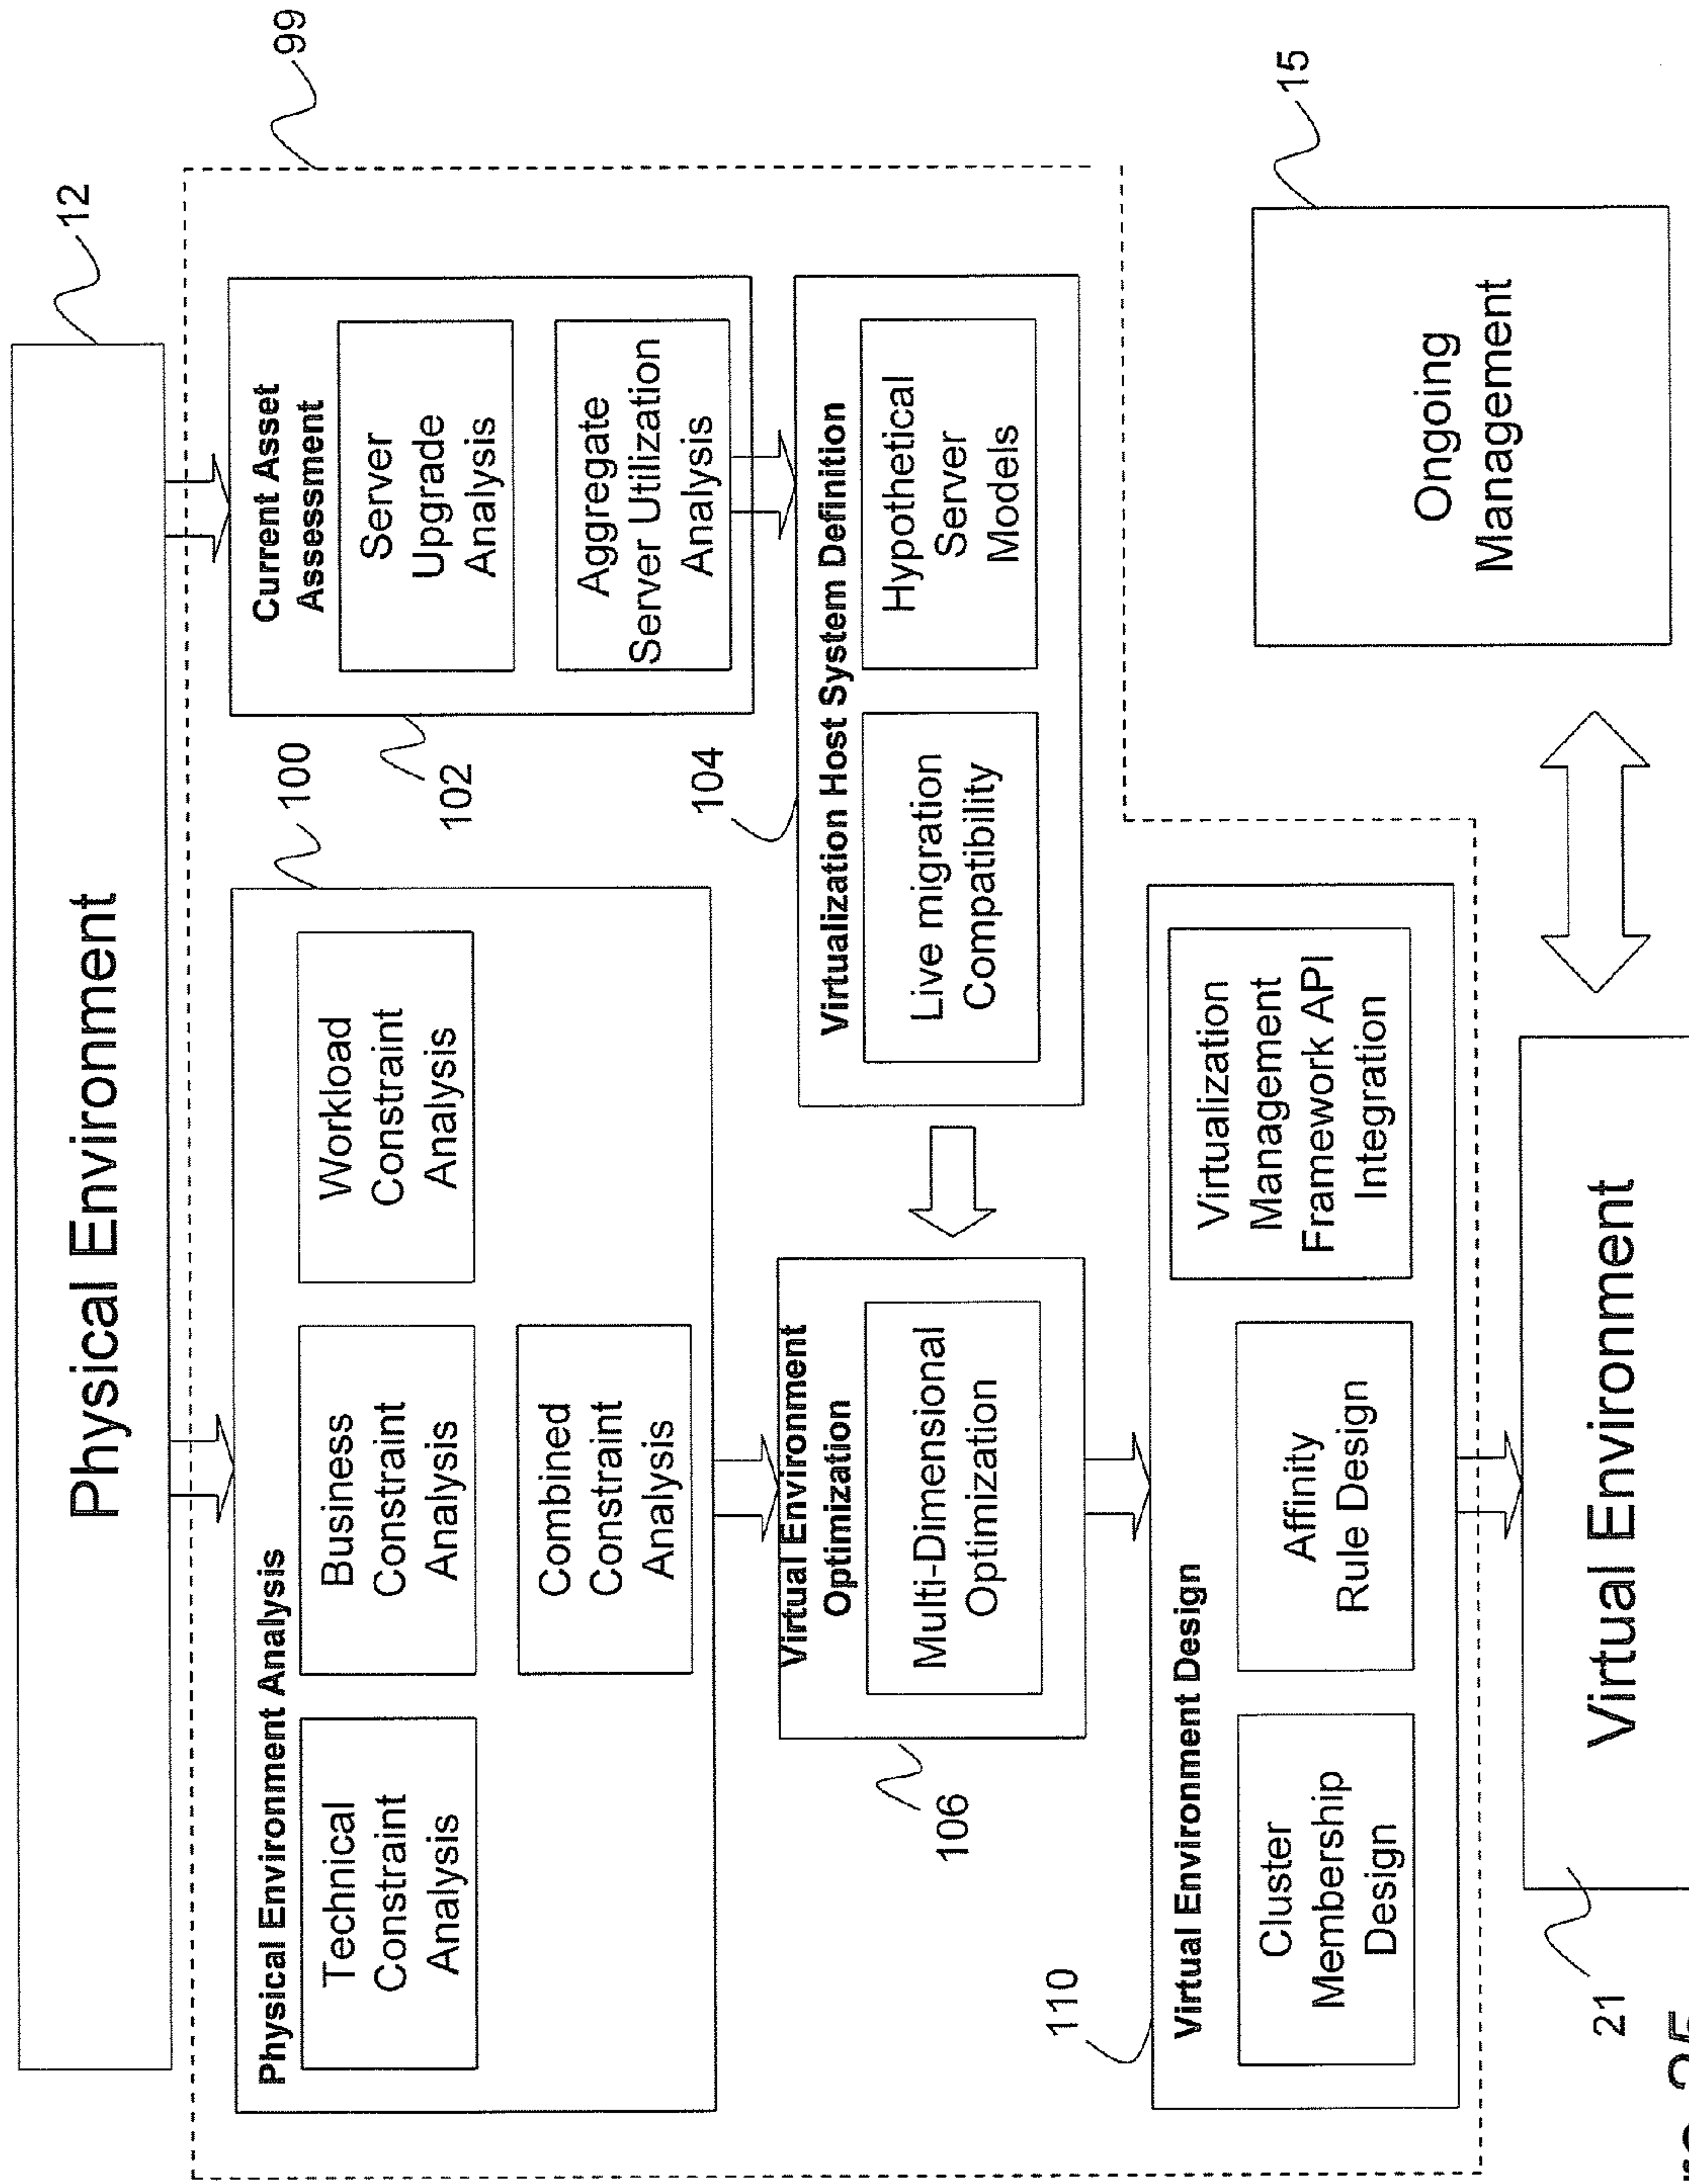 Physical Environment
12
99
Physical Environment Analysis
100
Technical
Constraint
Analysis
Business
Constraint
Analysis
Workload
Constraint
Analysis
Combined
Constraint
Analysis
Current Asset
Assessment
Server
Upgrade
Analysis
Aggregate
Server Utilization
Analysis
102
104
Virtualization Host System Definition
Live migration
Compatibility
Hypothetical
Server
Models
Virtual Environment
Optimization
Multi-Dimensional
Optimization
106
110
Virtual Environment Design
Cluster
Membership
Design
Affinity
Rule Design
Virtualization
Management
Framework API
Integration
15
Ongoing
Management
Virtual Environment
21